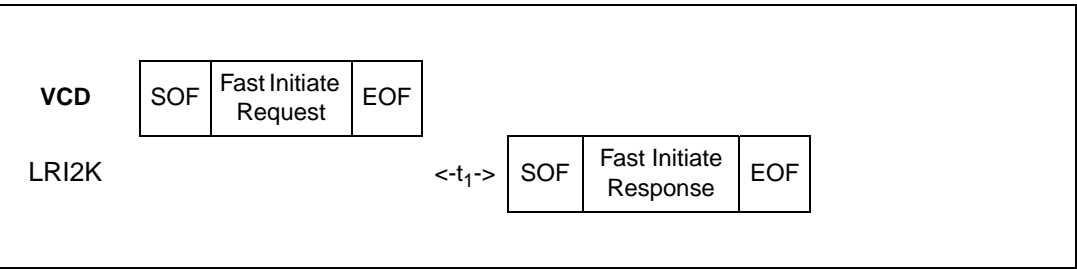 VCD SOF Fast Initiate Request EOF
LRI2K <-t₁-> SOF Fast Initiate Response EOF